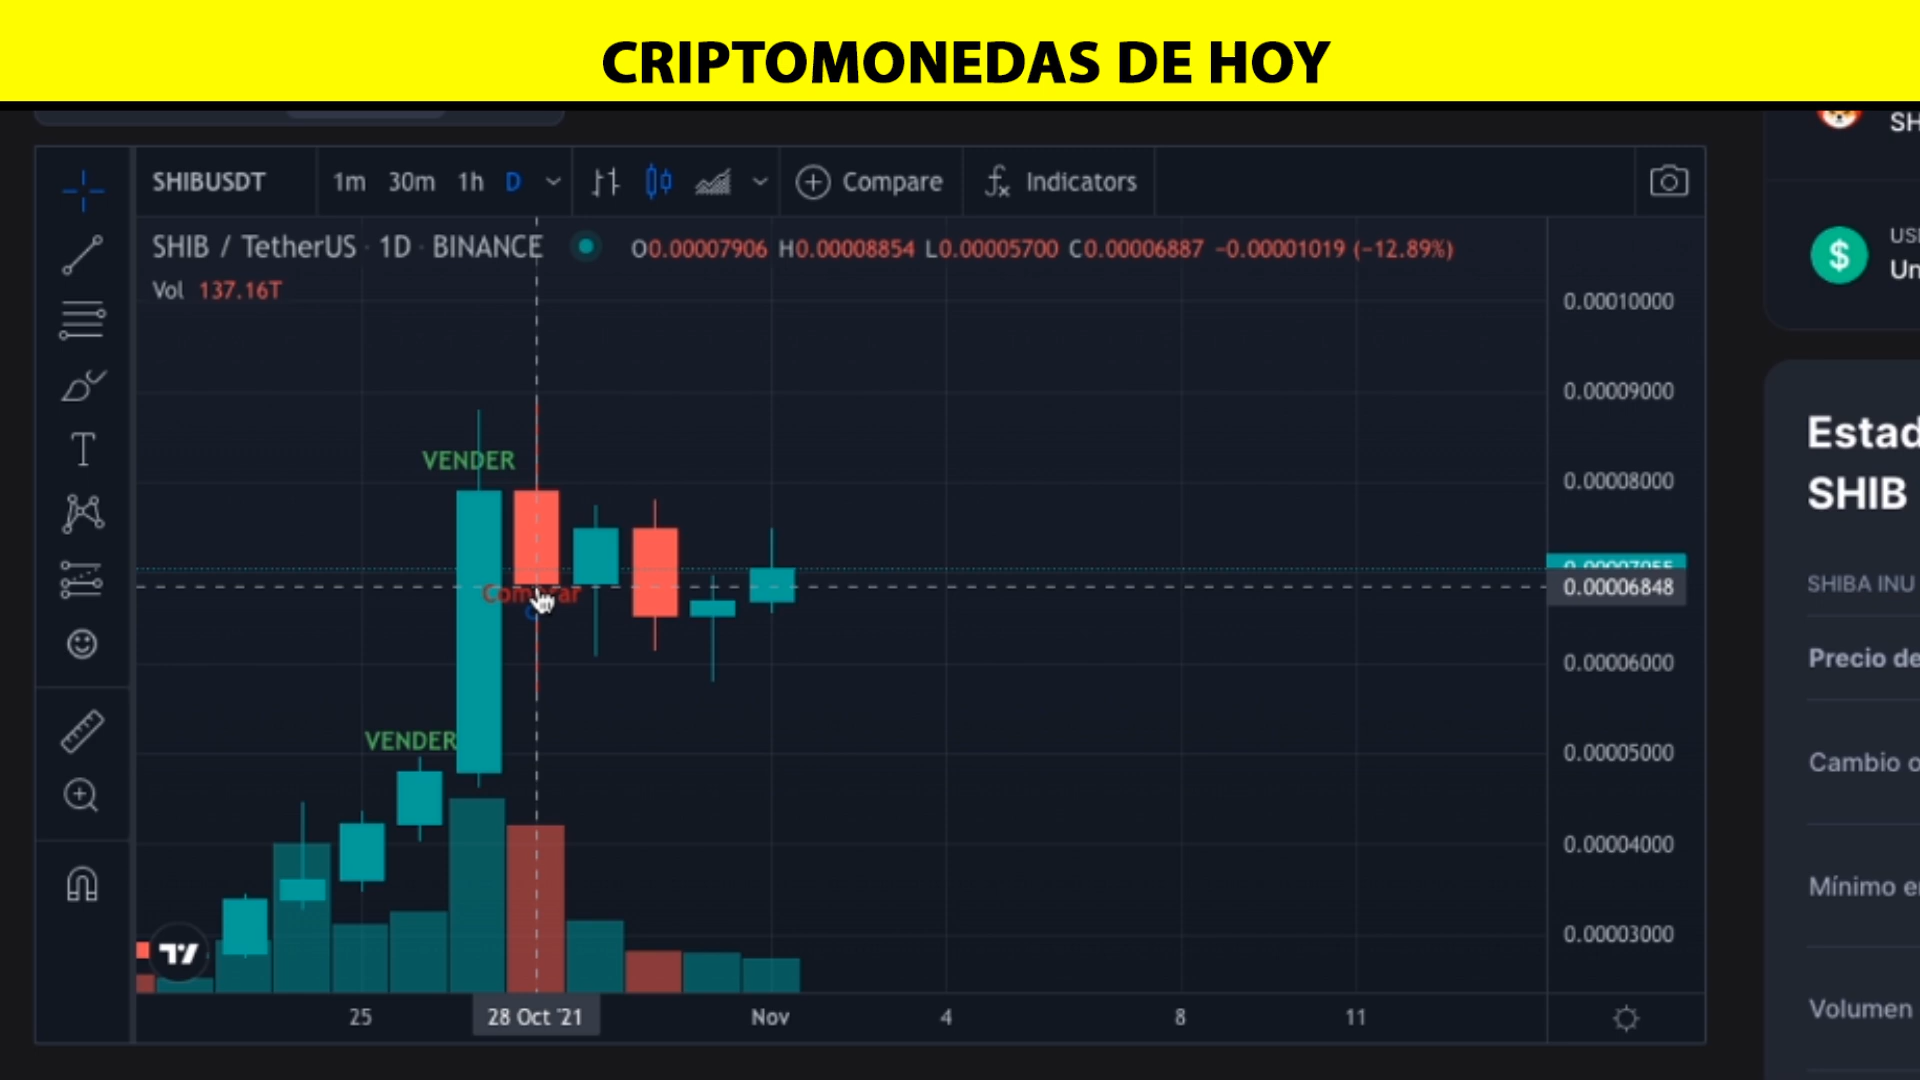 CRIPTOMONEDAS DE HOY
SH
SHIBUSDT 1m 30m 1h D Compare Indicators
SHIB / TetherUS · 1D · BINANCE O0.00007906 H0.00008854 L0.00005700 C0.00006887 −0.00001019 (−12.89%)
Vol 137.16T
$
Un
0.00010000
0.00009000
Estad
VENDER
0.00008000
SHIB
0.00006848
SHIBA INU
0.00006000
Precio de
VENDER
0.00005000
Cambio
0.00004000
Mínimo
0.00003000
Volumen
25 28 Oct '21 Nov 4 8 11